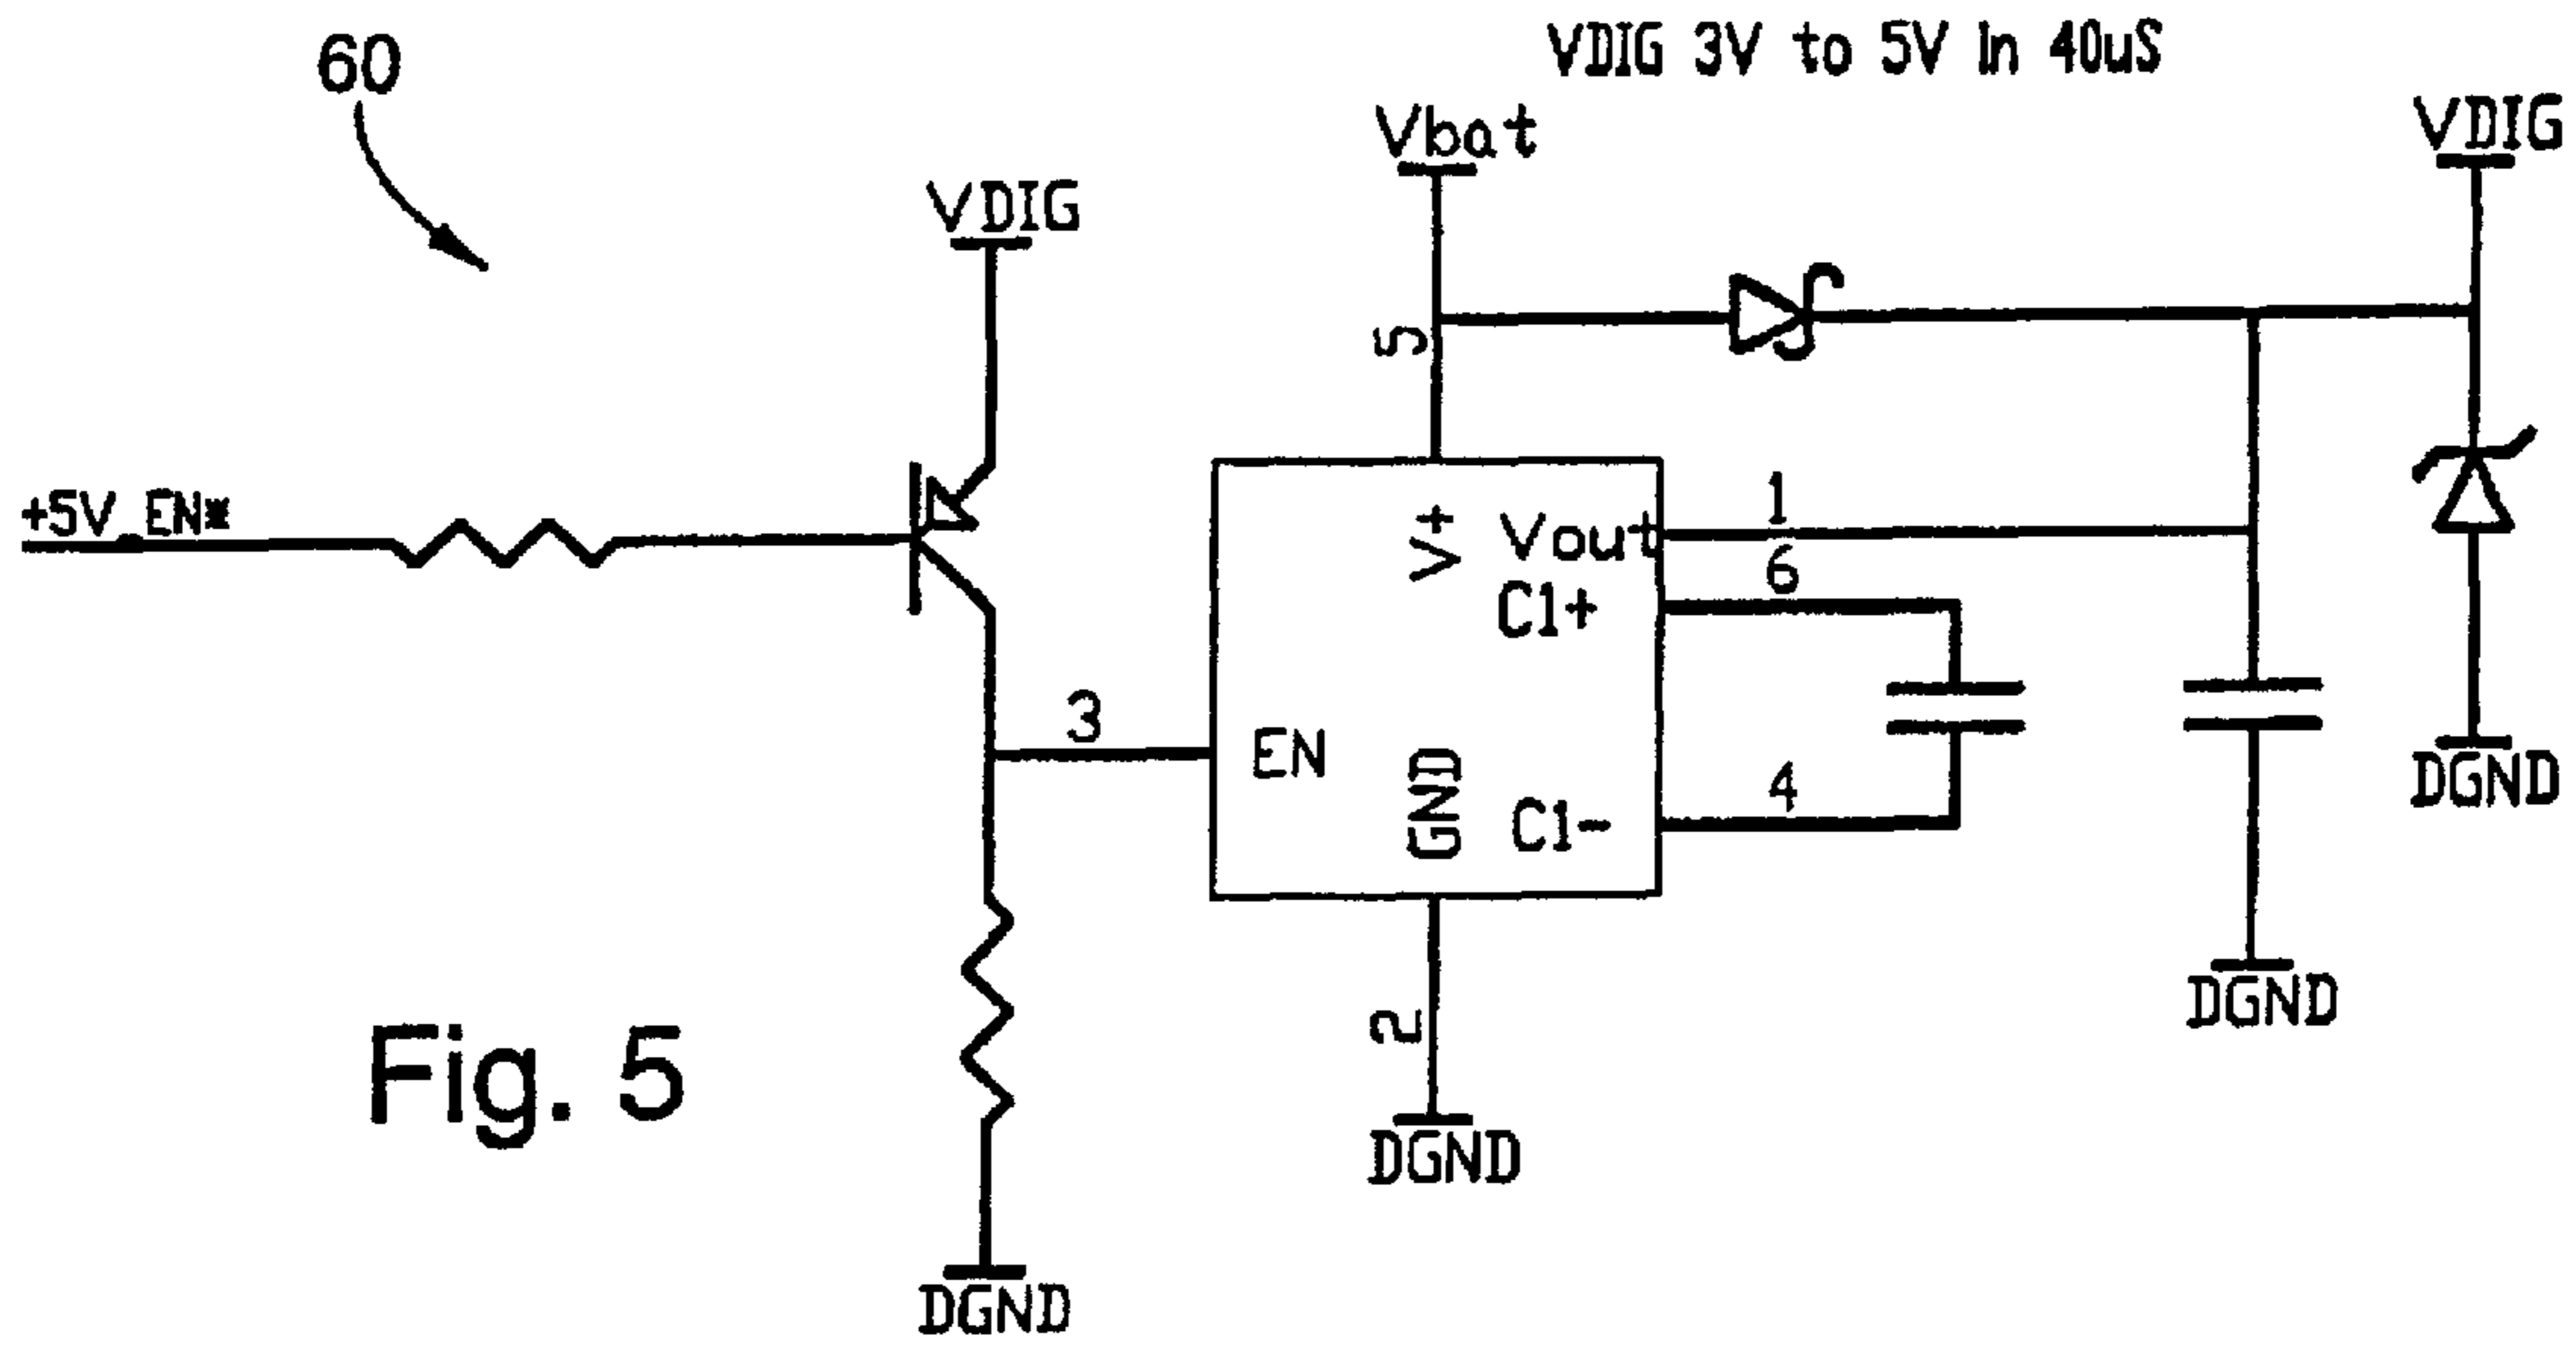 60
VDIG 3V to 5V in 40uS
Vbat
VDIG
VDIG
5
+5V_EN*
V+
Vout
1
C1+
6
3
EN
GND
C1-
4
DGND
2
DGND
DGND
DGND
Fig. 5